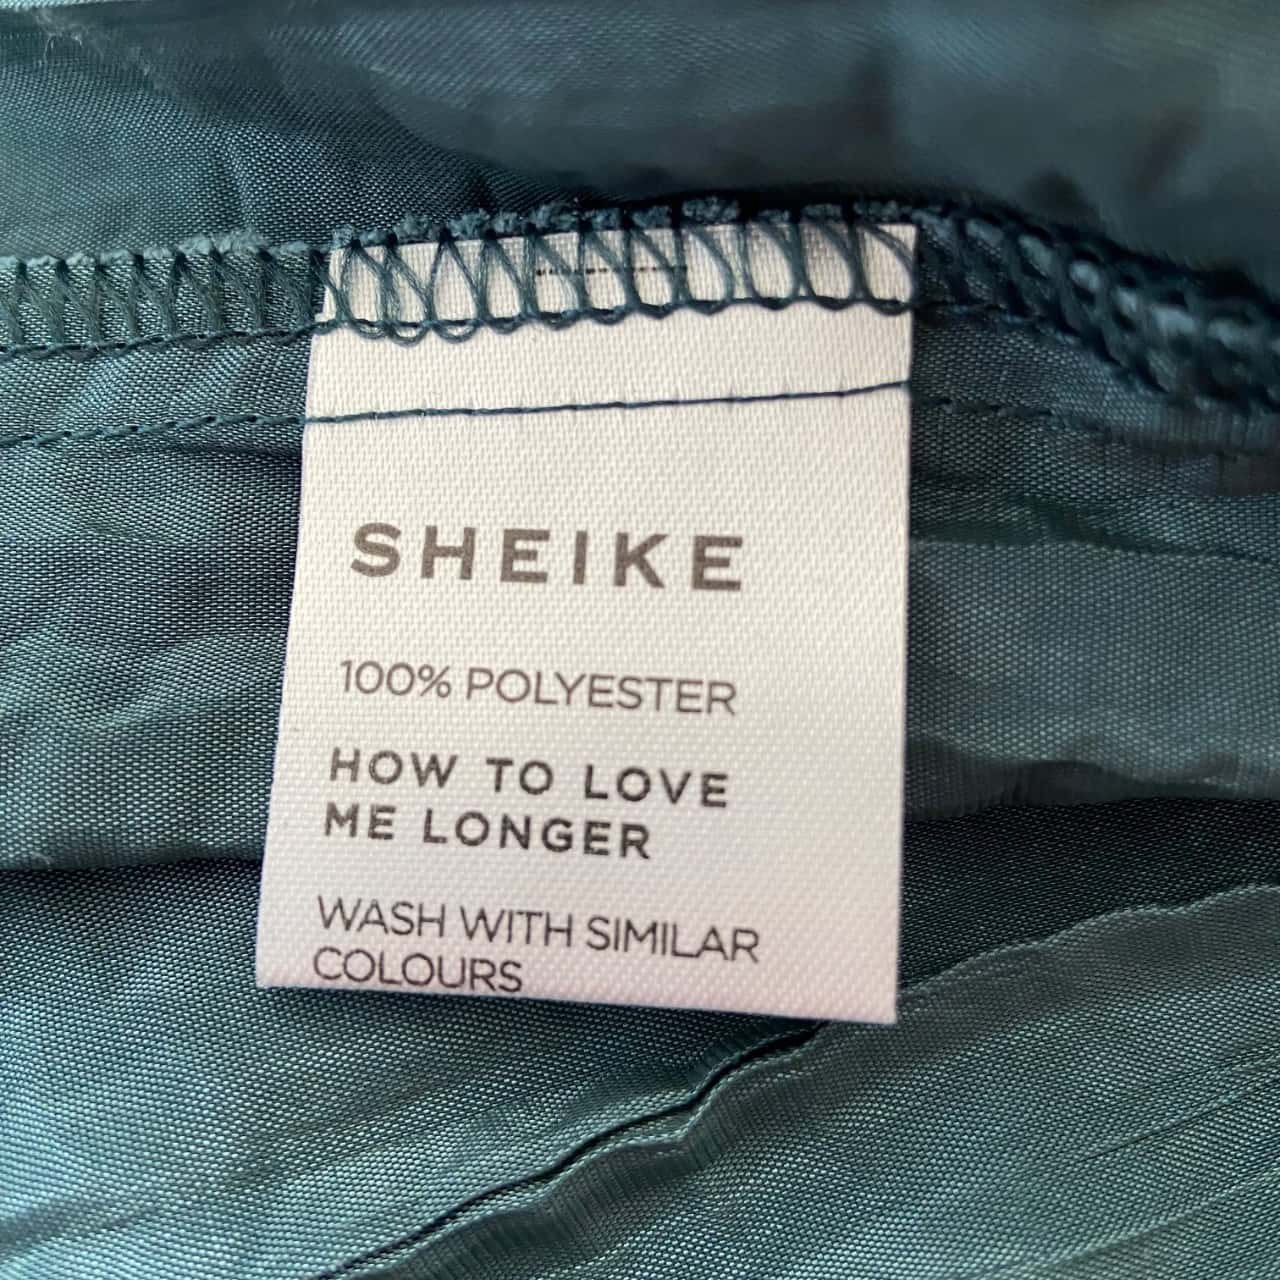 SHEIKE
100% POLYESTER
HOW TO LOVE
ME LONGER
WASH WITH SIMILAR
COLOURS